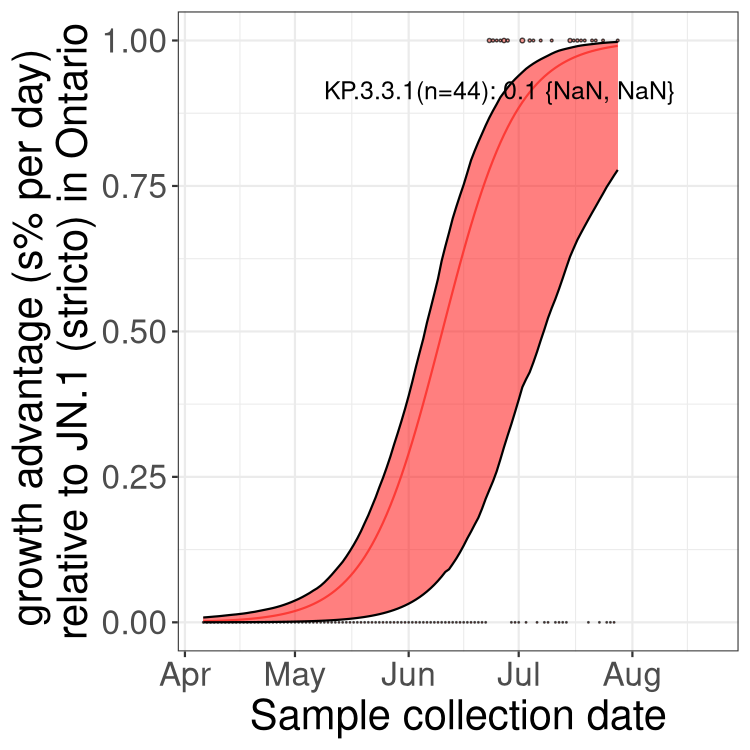 growth advantage (s% per day)
relative to JN.1 (stricto) in Ontario
1.00
0.75
0.50
0.25
0.00
KP.3.3.1(n=44): 0.1 {NaN, NaN}
Apr May Jun Jul Aug
Sample collection date